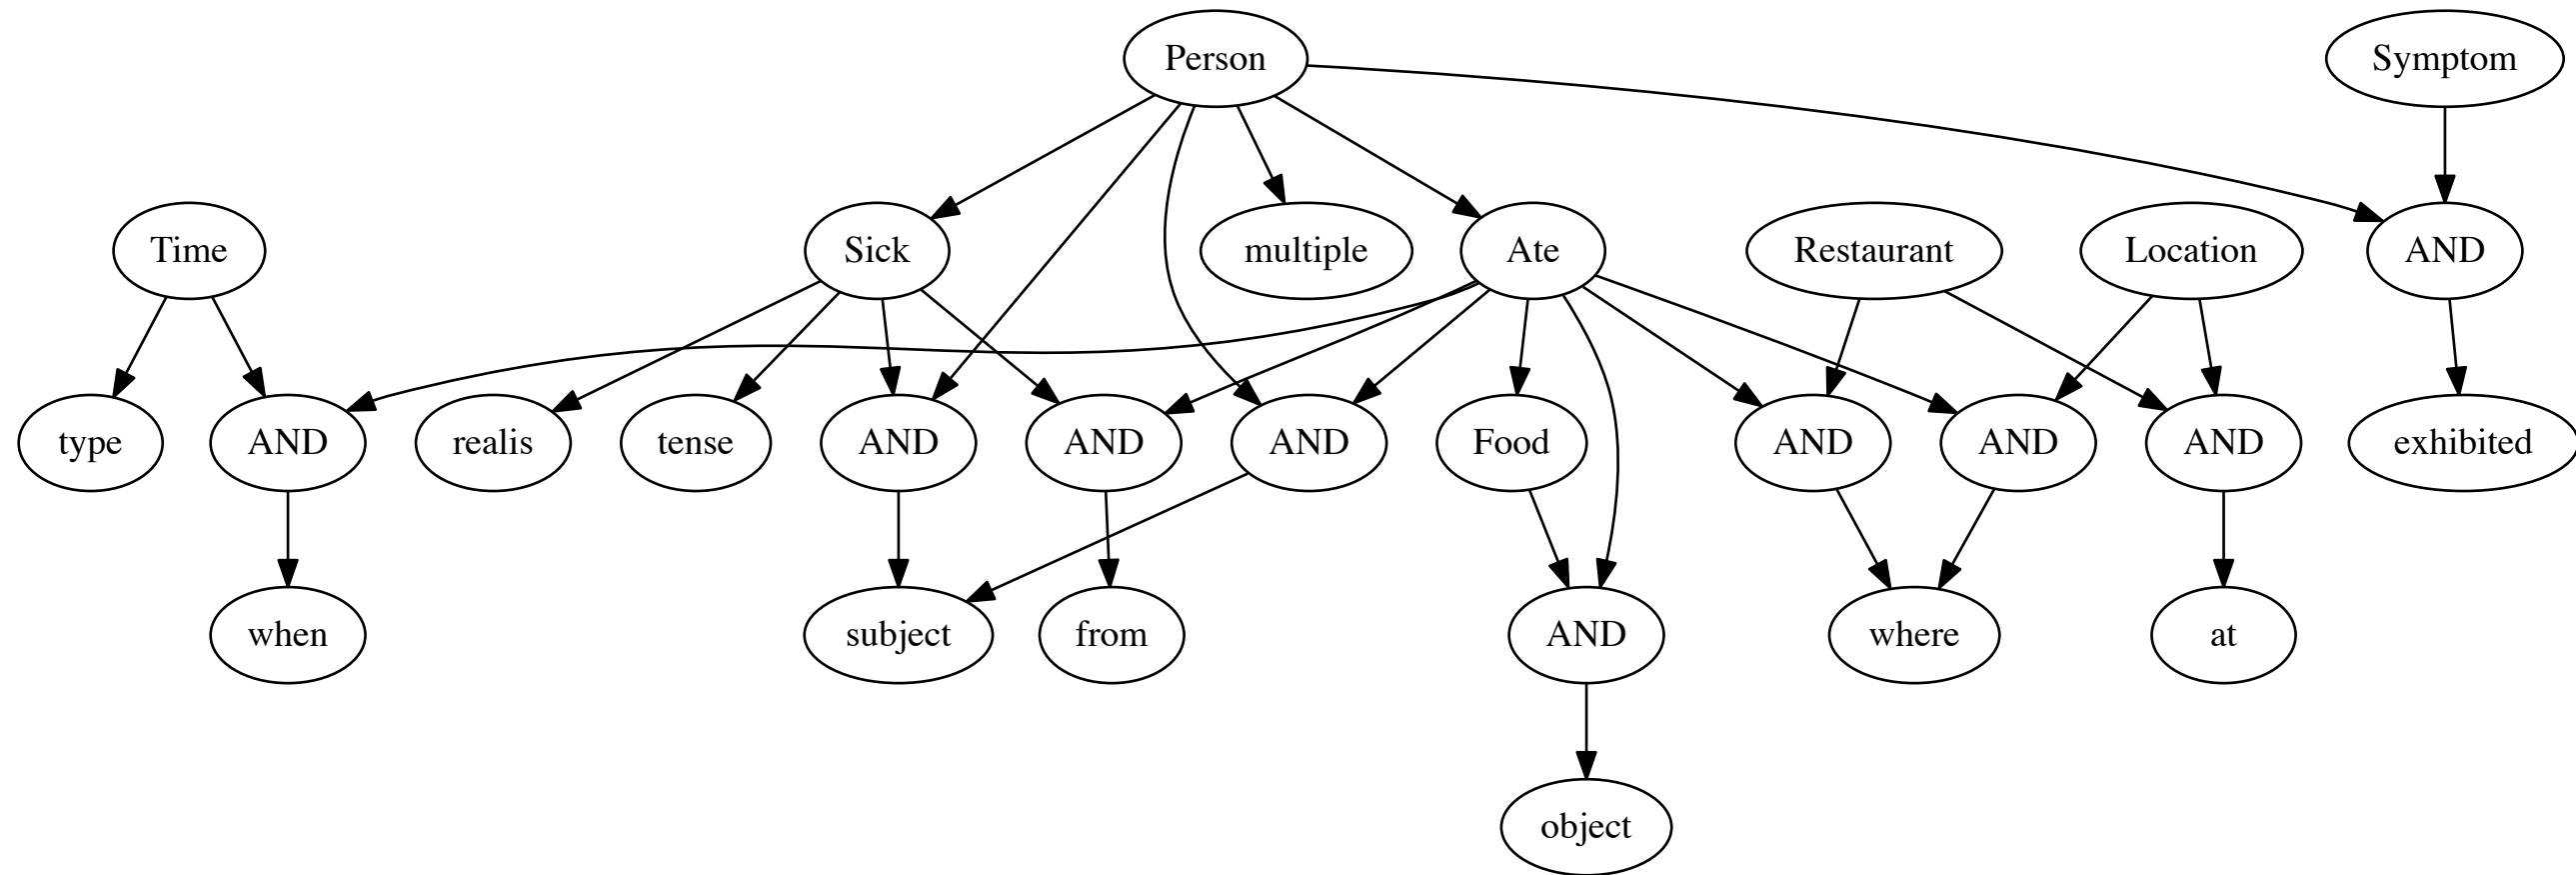 Person
Symptom
Time
Sick
multiple
Ate
Restaurant
Location
AND
type
AND
realis
tense
AND
AND
AND
Food
AND
AND
AND
exhibited
when
subject
from
AND
where
at
object